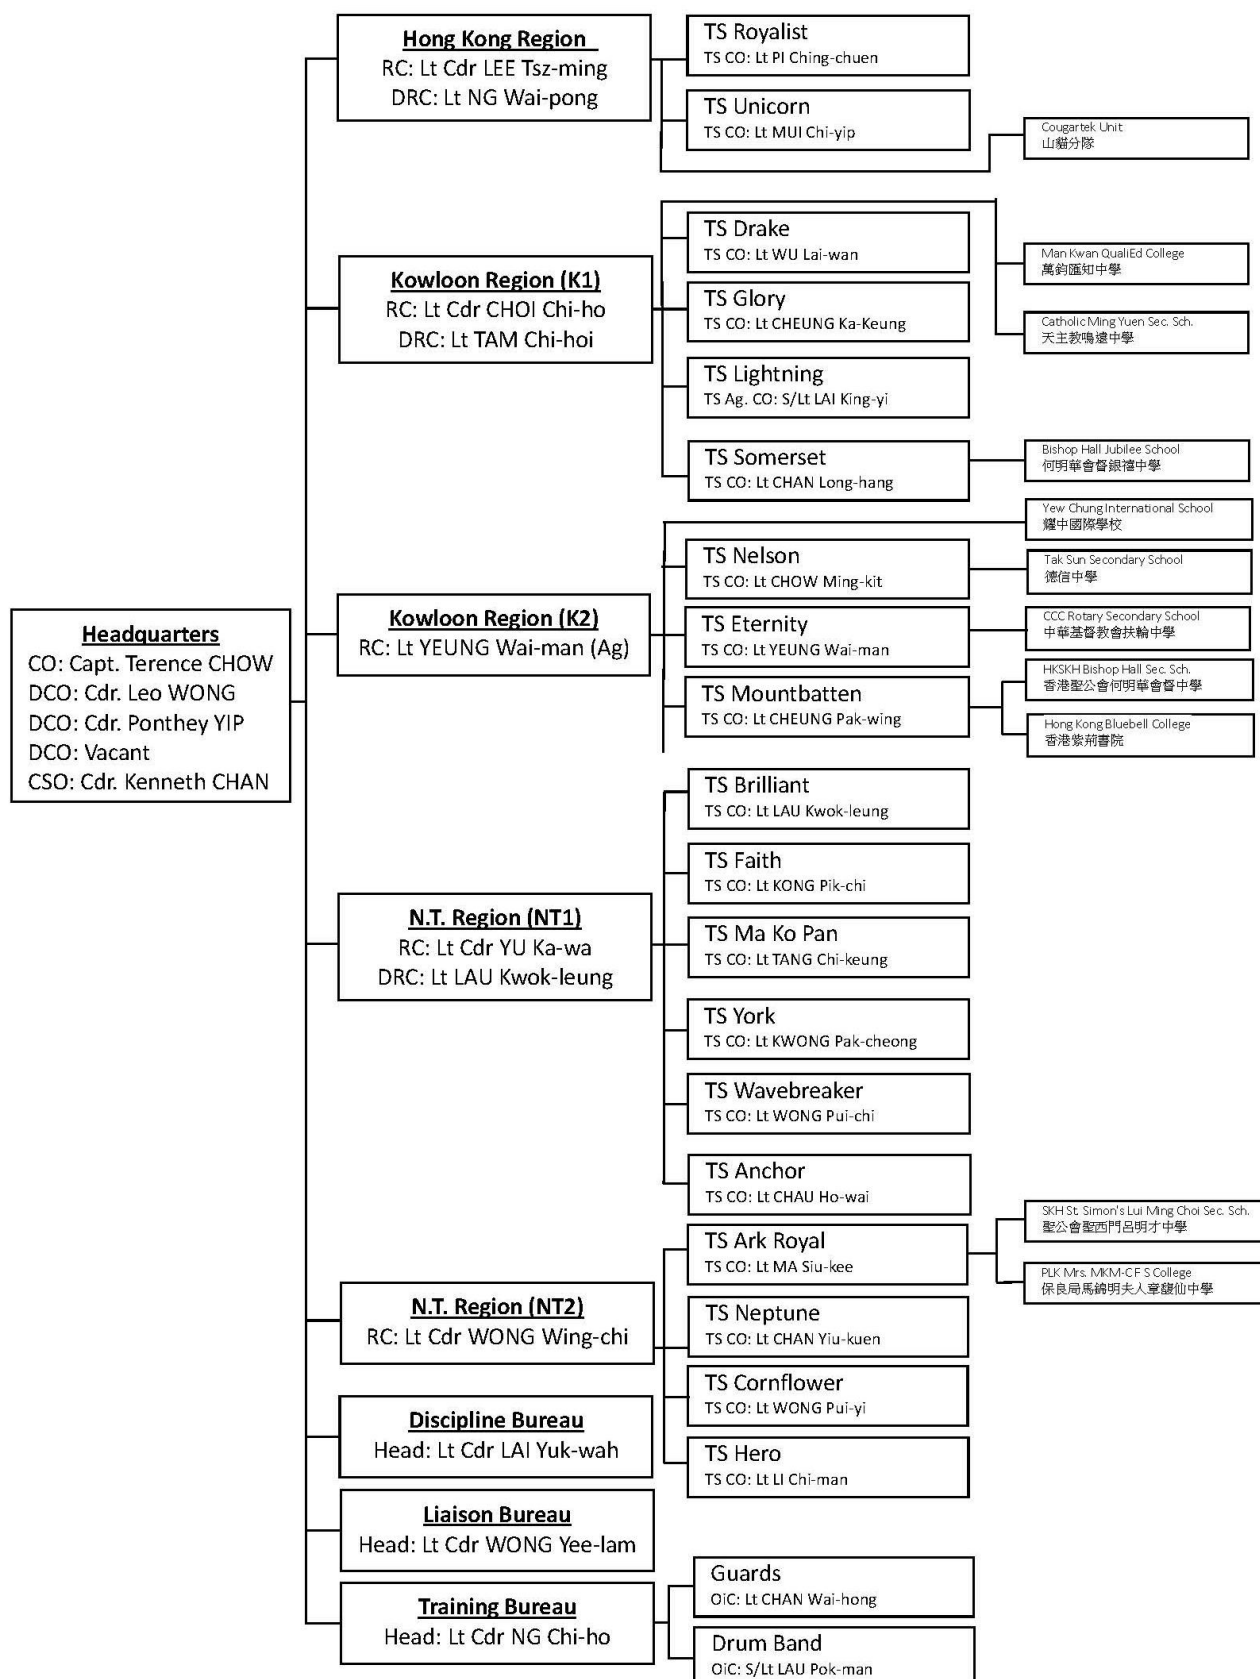 Headquarters
CO: Capt. Terence CHOW
DCO: Cdr. Leo WONG
DCO: Cdr. Ponthey YIP
DCO: Vacant
CSO: Cdr. Kenneth CHAN
Hong Kong Region
RC: Lt Cdr LEE Tsz-ming
DRC: Lt NG Wai-pong
TS Royalist
TS CO: Lt PI Ching-chuen
TS Unicorn
TS CO: Lt MUI Chi-yip
Cougartek Unit
山貓分隊
Kowloon Region (K1)
RC: Lt Cdr CHOI Chi-ho
DRC: Lt TAM Chi-hoi
TS Drake
TS CO: Lt WU Lai-wan
TS Glory
TS CO: Lt CHEUNG Ka-Keung
TS Lightning
TS Ag. CO: S/Lt LAI King-yi
TS Somerset
TS CO: Lt CHAN Long-hang
Man Kwan QualiEd College
萬鈞匯知中學
Catholic Ming Yuen Sec. Sch.
天主教鳴遠中學
Bishop Hall Jubilee School
何明華會督銀禧中學
Kowloon Region (K2)
RC: Lt YEUNG Wai-man (Ag)
Yew Chung International School
耀中國際學校
TS Nelson
TS CO: Lt CHOW Ming-kit
Tak Sun Secondary School
德信中學
TS Eternity
TS CO: Lt YEUNG Wai-man
CCC Rotary Secondary School
中華基督教會扶輪中學
TS Mountbatten
TS CO: Lt CHEUNG Pak-wing
HKSKH Bishop Hall Sec. Sch.
香港聖公會何明華會督中學
Hong Kong Bluebell College
香港紫荊書院
N.T. Region (NT1)
RC: Lt Cdr YU Ka-wa
DRC: Lt LAU Kwok-leung
TS Brilliant
TS CO: Lt LAU Kwok-leung
TS Faith
TS CO: Lt KONG Pik-chi
TS Ma Ko Pan
TS CO: Lt TANG Chi-keung
TS York
TS CO: Lt KWONG Pak-cheong
TS Wavebreaker
TS CO: Lt WONG Pui-chi
TS Anchor
TS CO: Lt CHAU Ho-wai
N.T. Region (NT2)
RC: Lt Cdr WONG Wing-chi
TS Ark Royal
TS CO: Lt MA Siu-kee
SKH St. Simon's Lui Ming Choi Sec. Sch.
聖公會聖西門呂明才中學
PLK Mrs. MKM-C F S College
保良局馬錦明夫人章馥仙中學
TS Neptune
TS CO: Lt CHAN Yiu-kuen
TS Cornflower
TS CO: Lt WONG Pui-yi
TS Hero
TS CO: Lt LI Chi-man
Discipline Bureau
Head: Lt Cdr LAI Yuk-wah
Liaison Bureau
Head: Lt Cdr WONG Yee-lam
Training Bureau
Head: Lt Cdr NG Chi-ho
Guards
OiC: Lt CHAN Wai-hong
Drum Band
OiC: S/Lt LAU Pok-man